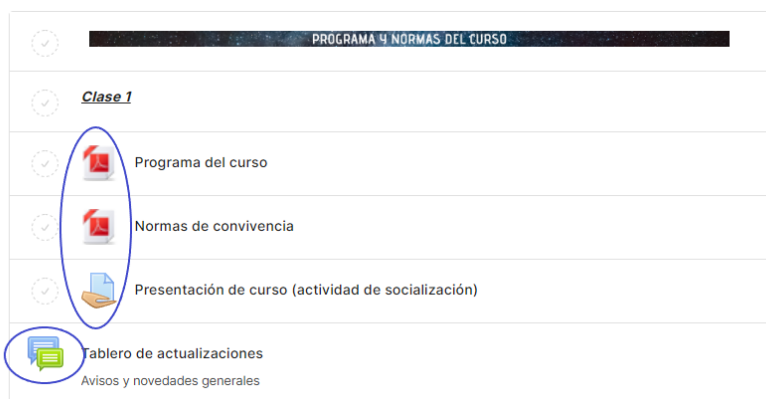 PROGRAMA Y NORMAS DEL CURSO
Clase 1
Programa del curso
Normas de convivencia
Presentación de curso (actividad de socialización)
Tablero de actualizaciones
Avisos y novedades generales